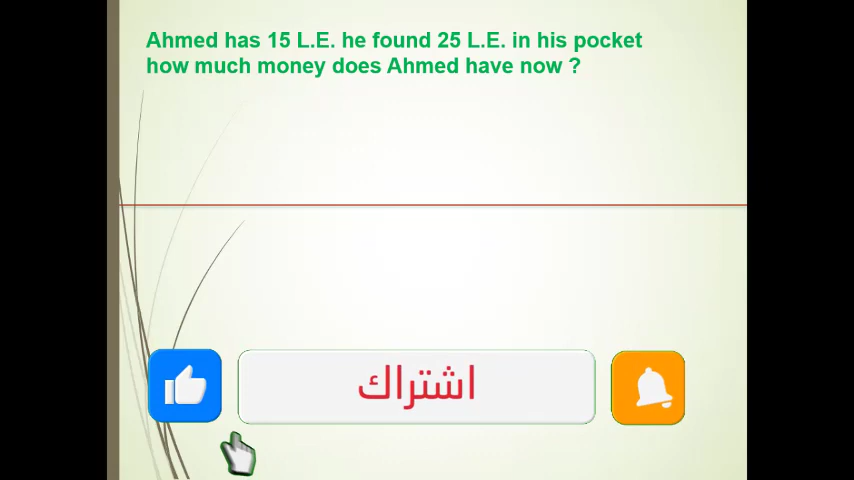 Ahmed has 15 L.E. he found 25 L.E. in his pocket
how much money does Ahmed have now ?
اشتراك